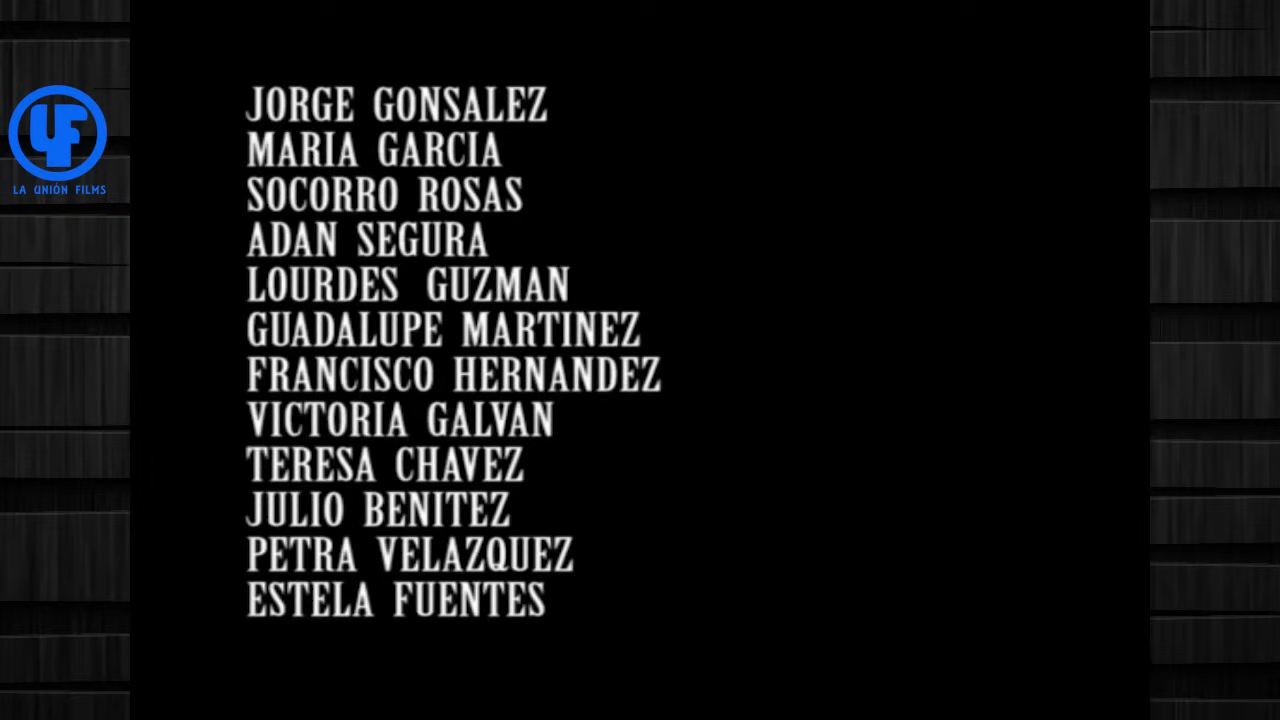 LA UNIÓN FILMS
JORGE GONSALEZ
MARIA GARCIA
SOCORRO ROSAS
ADAN SEGURA
LOURDES GUZMAN
GUADALUPE MARTINEZ
FRANCISCO HERNANDEZ
VICTORIA GALVAN
TERESA CHAVEZ
JULIO BENITEZ
PETRA VELAZQUEZ
ESTELA FUENTES